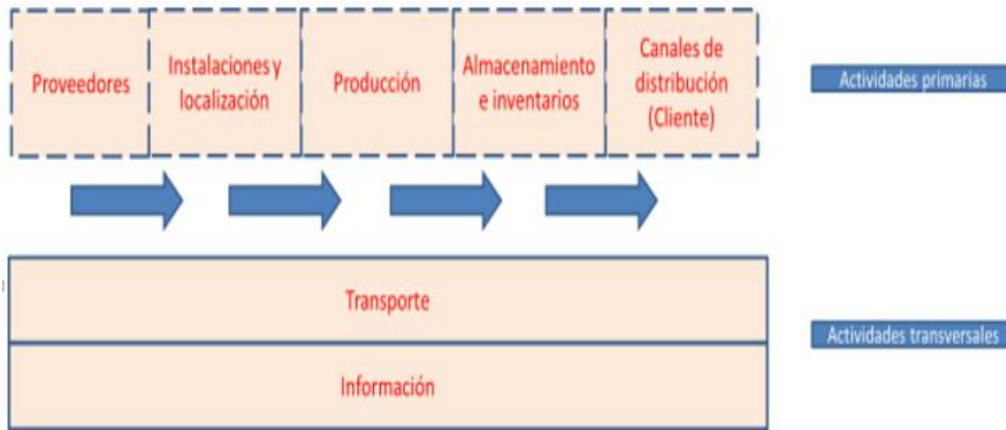 Proveedores
Instalaciones y
localización
Producción
Almacenamiento
e inventarios
Canales de
distribución
(Cliente)
Actividades primarias
Transporte
Información
Actividades transversales